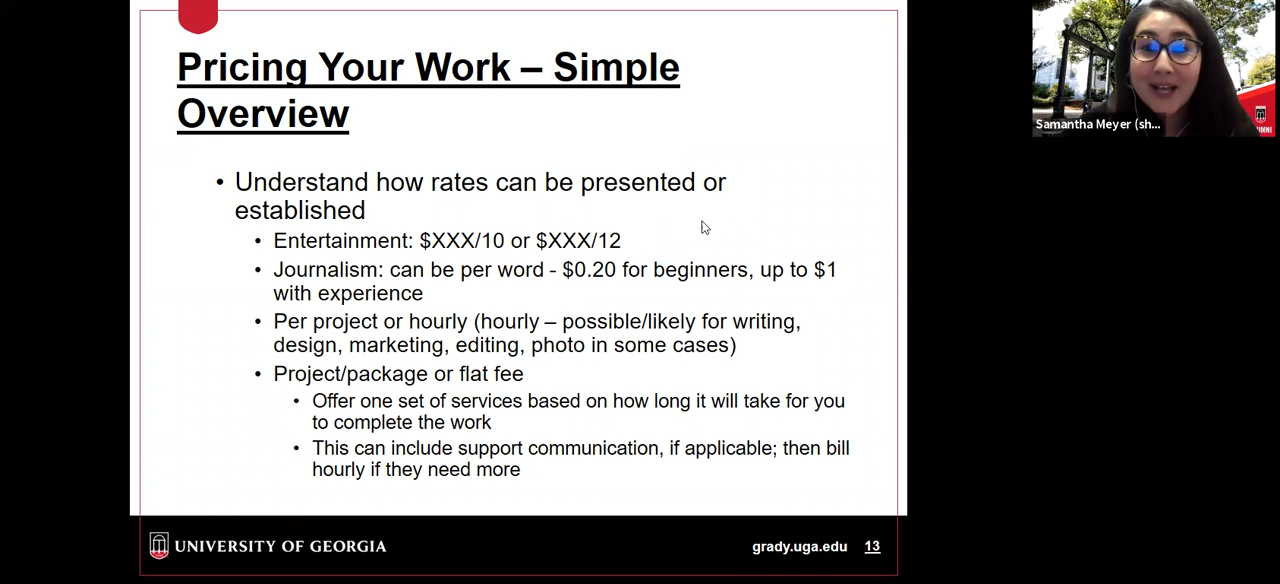 Pricing Your Work – Simple
Overview
• Understand how rates can be presented or
established
• Entertainment: $XXX/10 or $XXX/12
• Journalism: can be per word - $0.20 for beginners, up to $1
with experience
• Per project or hourly (hourly – possible/likely for writing,
design, marketing, editing, photo in some cases)
• Project/package or flat fee
• Offer one set of services based on how long it will take for you
to complete the work
• This can include support communication, if applicable; then bill
hourly if they need more
UNIVERSITY OF GEORGIA
grady.uga.edu 13
Samantha Meyer (sh...